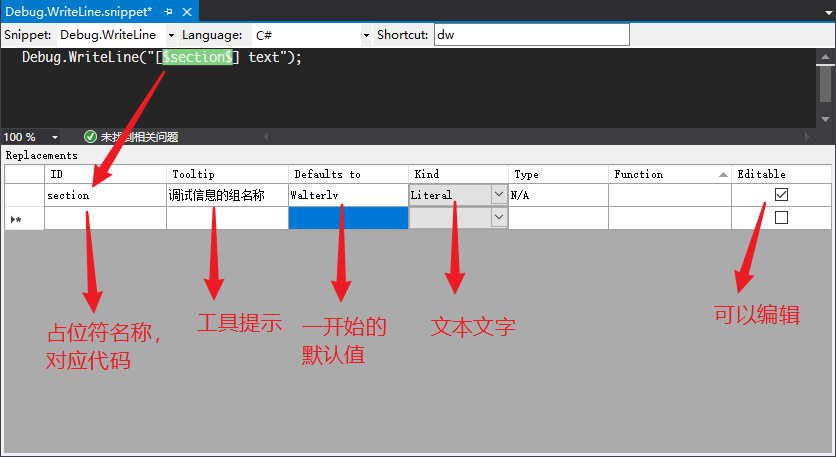 Debug.WriteLine.snippet*
Snippet: Debug.WriteLine Language: C# Shortcut: dw
Debug.WriteLine("[$section$] text");
100 % 未找到相关问题
Replacements
ID Tooltip Defaults to Kind Type Function Editable
section 调试信息的组名称 Walterlv Literal N/A
占位符名称，
对应代码
工具提示
一开始的
默认值
文本文字
可以编辑